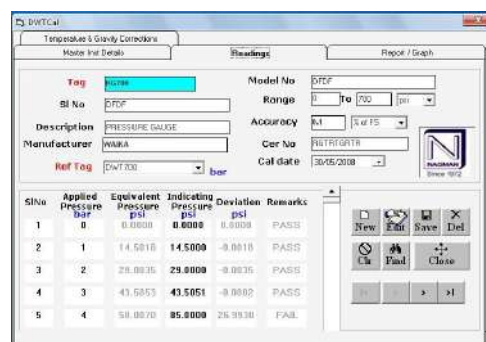 DWTCal
Temperature & Gravity Corrections
Master Inst Details
Readings
Report / Graph
Tag
Model No DFDF
Sl No DFDF
Range 0 To 700 psi
Description PRESSURE GAUGE
Accuracy % of FS
Manufacturer WAIKA
Cer No
Ref Tag DWT700 bar
Cal date 30/05/2008
NAGMAN
Since 1972
SlNo Applied Pressure bar Equivalent Pressure psi Indicating Pressure psi Deviation psi Remarks
1 0 0.0000 0.0000 0.0000 PASS
2 1 14.5018 14.5000 -0.0018 PASS
3 2 29.0035 29.0000 -0.0035 PASS
4 3 43.5053 43.5051 -0.0002 PASS
5 4 58.0070 85.0000 26.9930 FAIL
New Edit Save Del
Clr Find Close